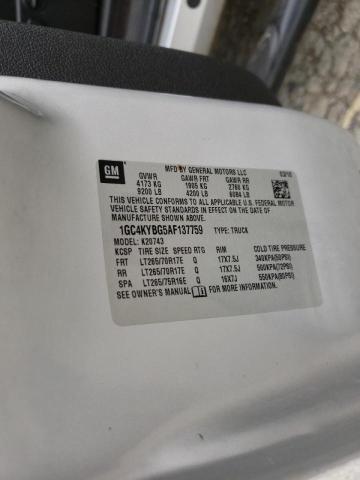 GM
MFD BY GENERAL MOTORS LLC
GVWR GAWR FRT GAWR RR
4173 KG 1905 KG 2760 KG
9200 LB 4200 LB 6084 LB
THIS VEHICLE CONFORMS TO ALL APPLICABLE U.S. FEDERAL MOTOR
VEHICLE SAFETY STANDARDS IN EFFECT ON THE DATE OF
MANUFACTURE SHOWN ABOVE.
1GC4KYBG5AF137759 TYPE: TRUCK
MODEL: K20743
KCSP TIRE SIZE SPEED RTG RIM COLD TIRE PRESSURE
FRT LT265/70R17E Q 17X7.5J 340KPA(50PSI)
RR LT265/70R17E Q 17X7.5J 500KPA(72PSI)
SPA LT265/75R16E Q 16X7J 550KPA(80PSI)
SEE OWNER'S MANUAL FOR MORE INFORMATION.